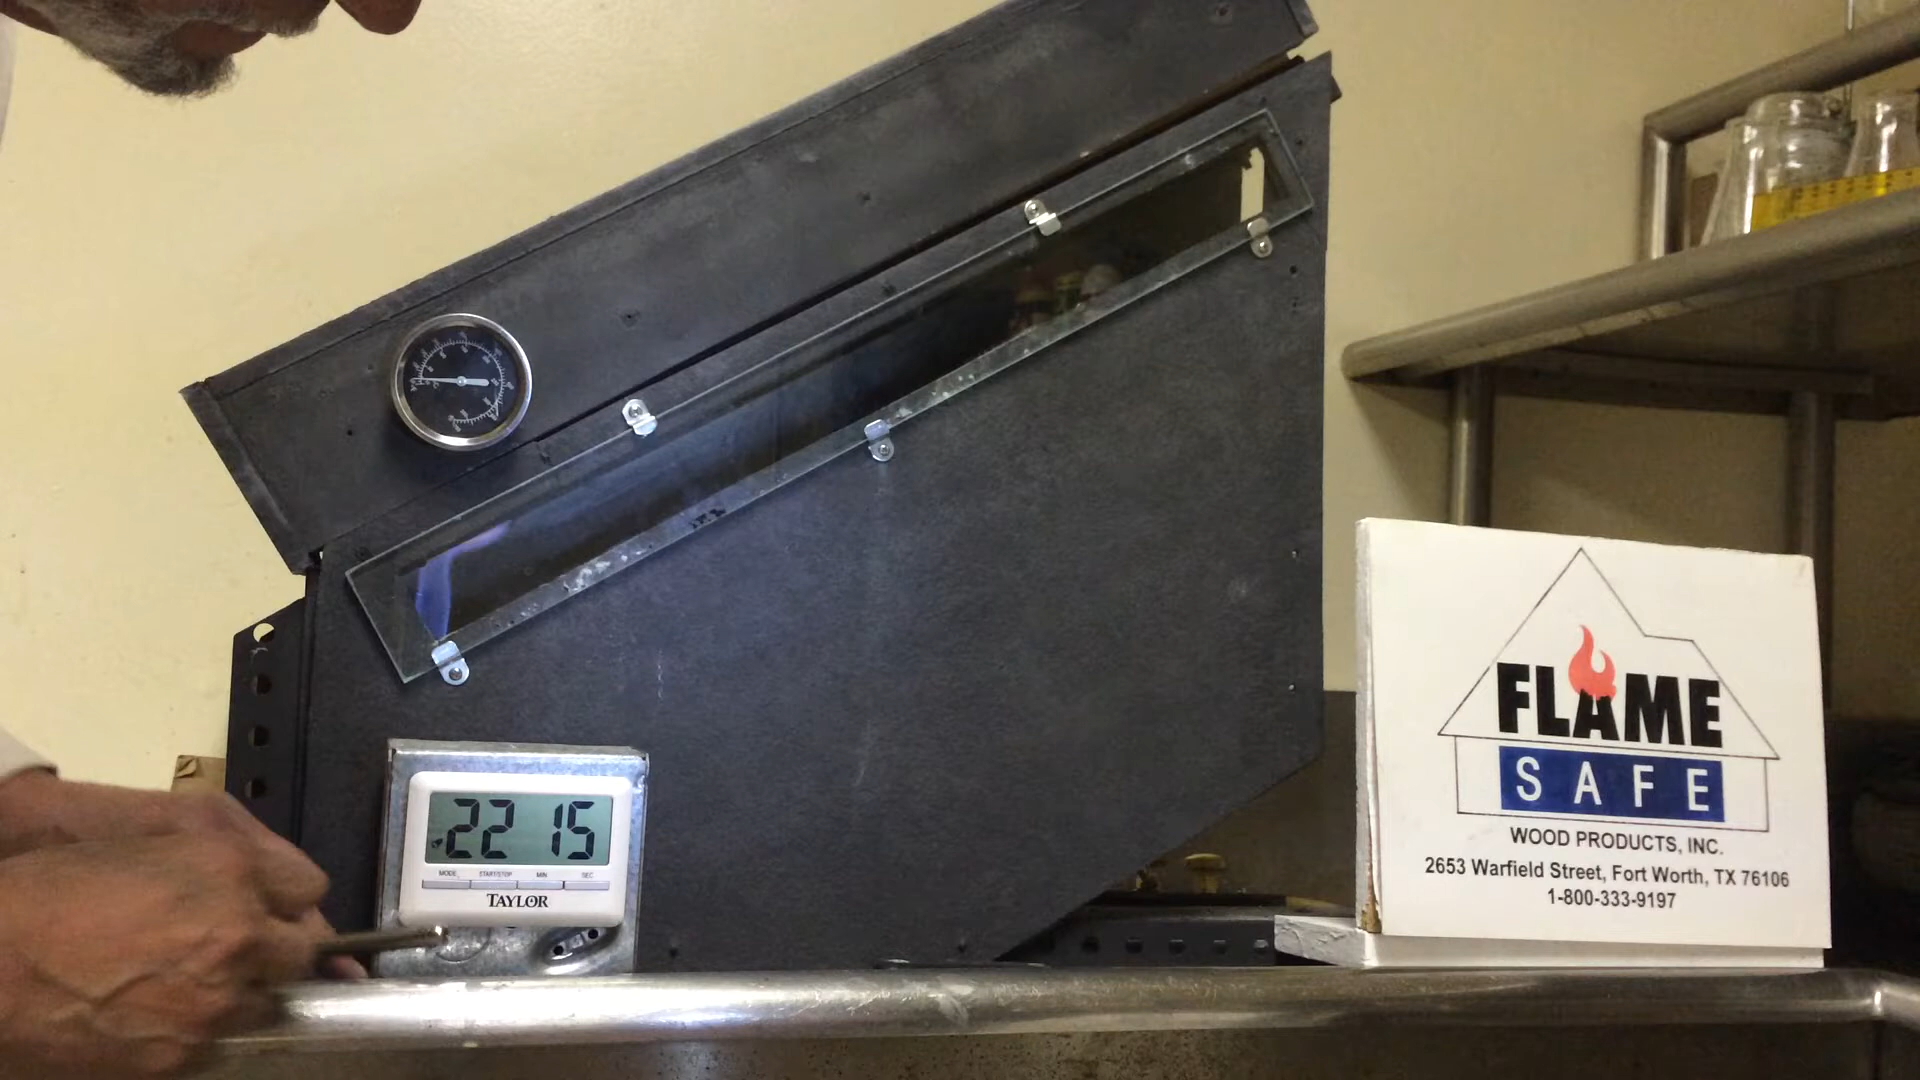 22 15
MODE START/STOP MIN SEC
TAYLOR
FLAME
SAFE
WOOD PRODUCTS, INC.
2653 Warfield Street, Fort Worth, TX 76106
1-800-333-9197